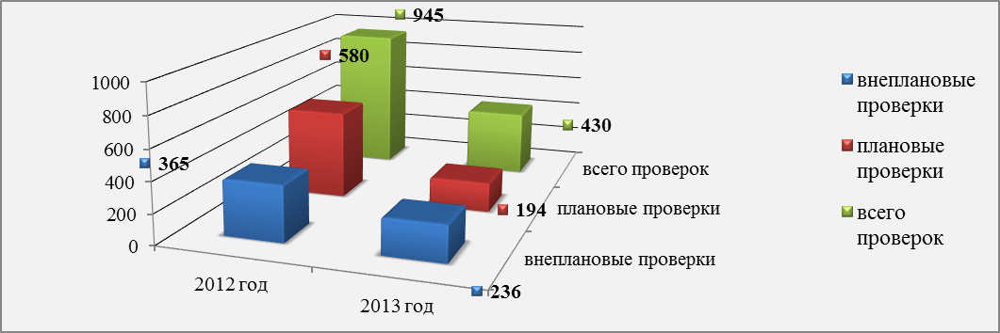 945
580
1000
800
600
400
200
0
365
430
194
236
всего проверок
плановые проверки
внеплановые проверки
2012 год
2013 год
внеплановые
проверки
плановые
проверки
всего
проверок